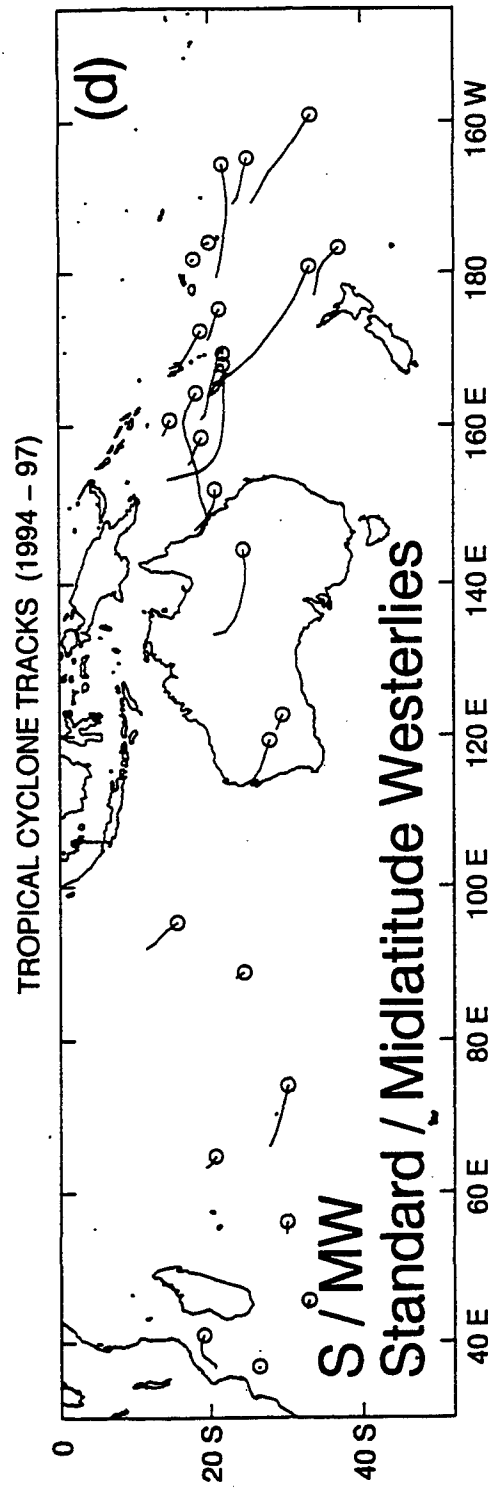 TROPICAL CYCLONE TRACKS (1994 – 97)
(d)
0
20 S
40 S
S / MW
Standard / Midlatitude Westerlies
40 E
60 E
80 E
100 E
120 E
140 E
160 E
180
160 W